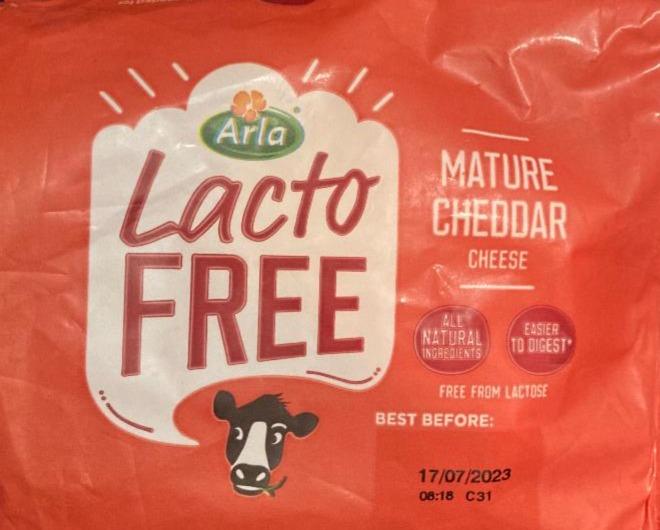 Arla
Lacto
FREE
MATURE
CHEDDAR
CHEESE
ALL
NATURAL
INGREDIENTS
EASIER
TO DIGEST*
FREE FROM LACTOSE
BEST BEFORE:
17/07/2023
08:18 C31